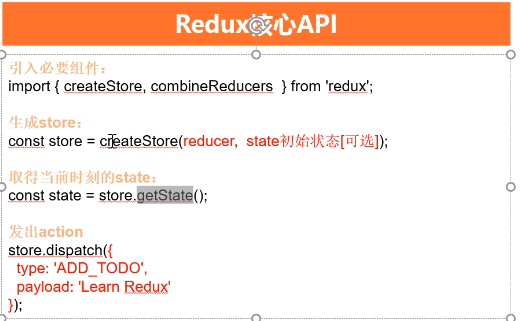 Redux核心API
引入必要组件：
import { createStore, combineReducers  } from 'redux';
生成store：
const store = createStore(reducer,  state初始状态[可选]);
取得当前时刻的state：
const state = store.getState();
发出action
store.dispatch({
  type: 'ADD_TODO',
  payload: 'Learn Redux'
});